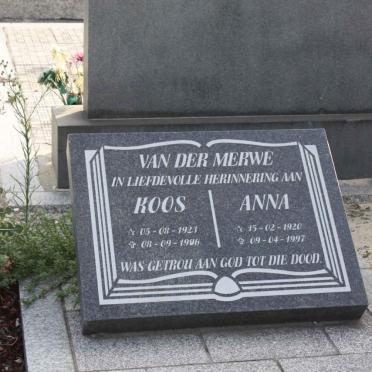 VAN DER MERWE
IN LIEFDEVOLLE HERINNERING AAN
KOOS ANNA
☆ 05-08-1921 ☆ 15-02-1920
✞ 08-09-1996 ✞ 09-04-1997
WAS GETROU AAN GOD TOT DIE DOOD.